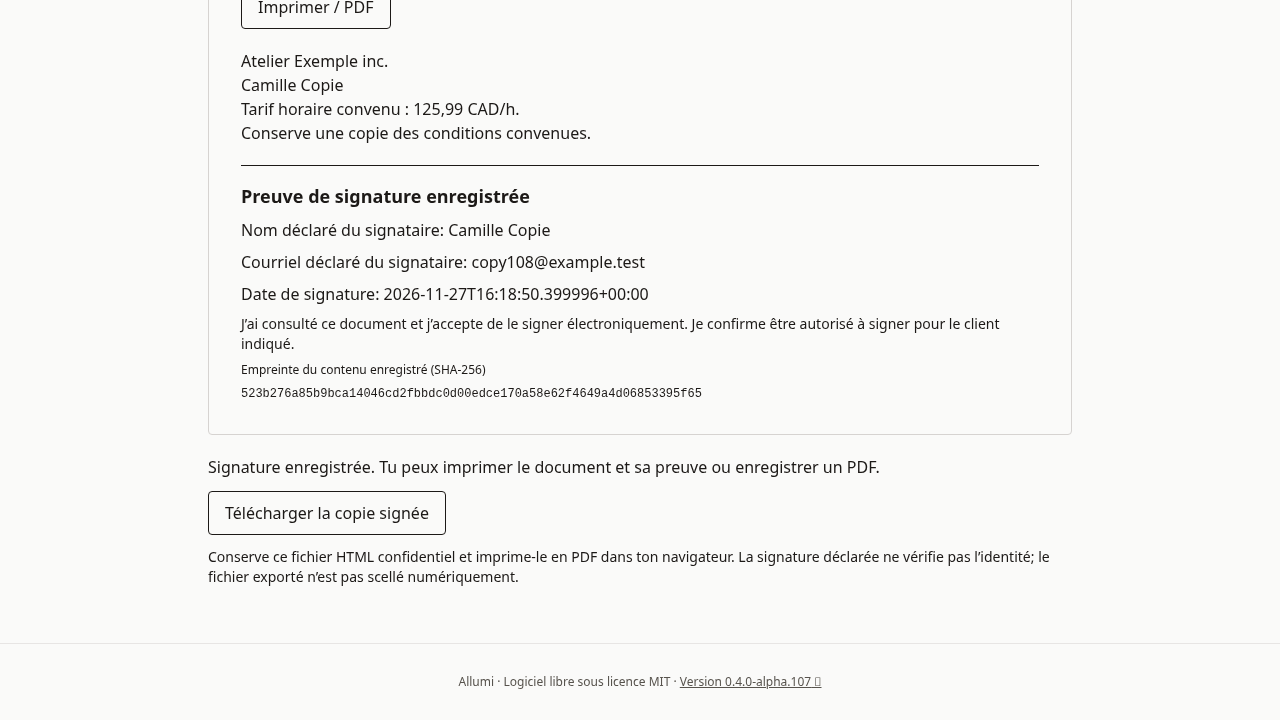 Imprimer / PDF
Atelier Exemple inc.
Camille Copie
Tarif horaire convenu : 125,99 CAD/h.
Conserve une copie des conditions convenues.
Preuve de signature enregistrée
Nom déclaré du signataire: Camille Copie
Courriel déclaré du signataire: copy108@example.test
Date de signature: 2026-11-27T16:18:50.399996+00:00
J’ai consulté ce document et j’accepte de le signer électroniquement. Je confirme être autorisé à signer pour le client
indiqué.
Empreinte du contenu enregistré (SHA-256)
523b276a85b9bca14046cd2fbbdc0d00edce170a58e62f4649a4d06853395f65
Signature enregistrée. Tu peux imprimer le document et sa preuve ou enregistrer un PDF.
Télécharger la copie signée
Conserve ce fichier HTML confidentiel et imprime-le en PDF dans ton navigateur. La signature déclarée ne vérifie pas l’identité; le
fichier exporté n’est pas scellé numériquement.
Allumi · Logiciel libre sous licence MIT · Version 0.4.0-alpha.107